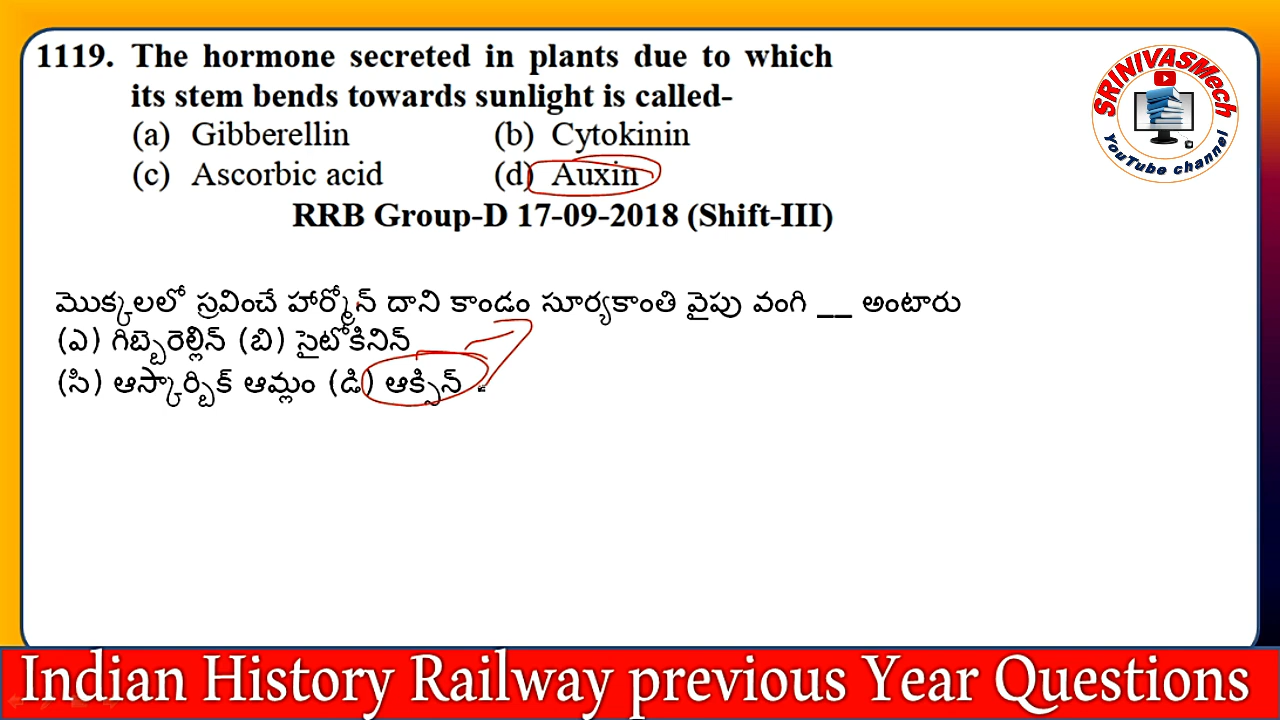 1119. The hormone secreted in plants due to which
its stem bends towards sunlight is called-
(a) Gibberellin (b) Cytokinin
(c) Ascorbic acid (d) Auxin
RRB Group-D 17-09-2018 (Shift-III)
SRINIVASMech
YouTube channel
మొక్కలలో స్రవించే హార్మోన్ దాని కాండం సూర్యకాంతి వైపు వంగి __ అంటారు
(ఎ) గిబ్బెరెల్లిన్ (బి) సైటోకినిన్
(సి) ఆస్కార్బిక్ ఆమ్లం (డి) ఆక్సిన్
Indian History Railway previous Year Questions